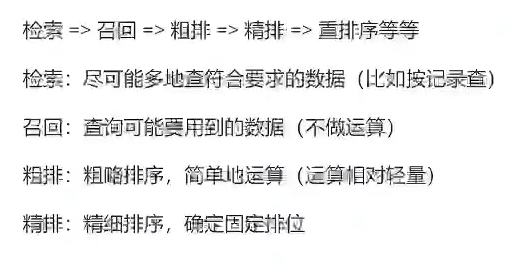 检索 => 召回 => 粗排 => 精排 => 重排序等等
检索：尽可能多地查符合要求的数据（比如按记录查）
召回：查询可能要用到的数据（不做运算）
粗排：粗略排序，简单地运算（运算相对轻量）
精排：精细排序，确定固定排位